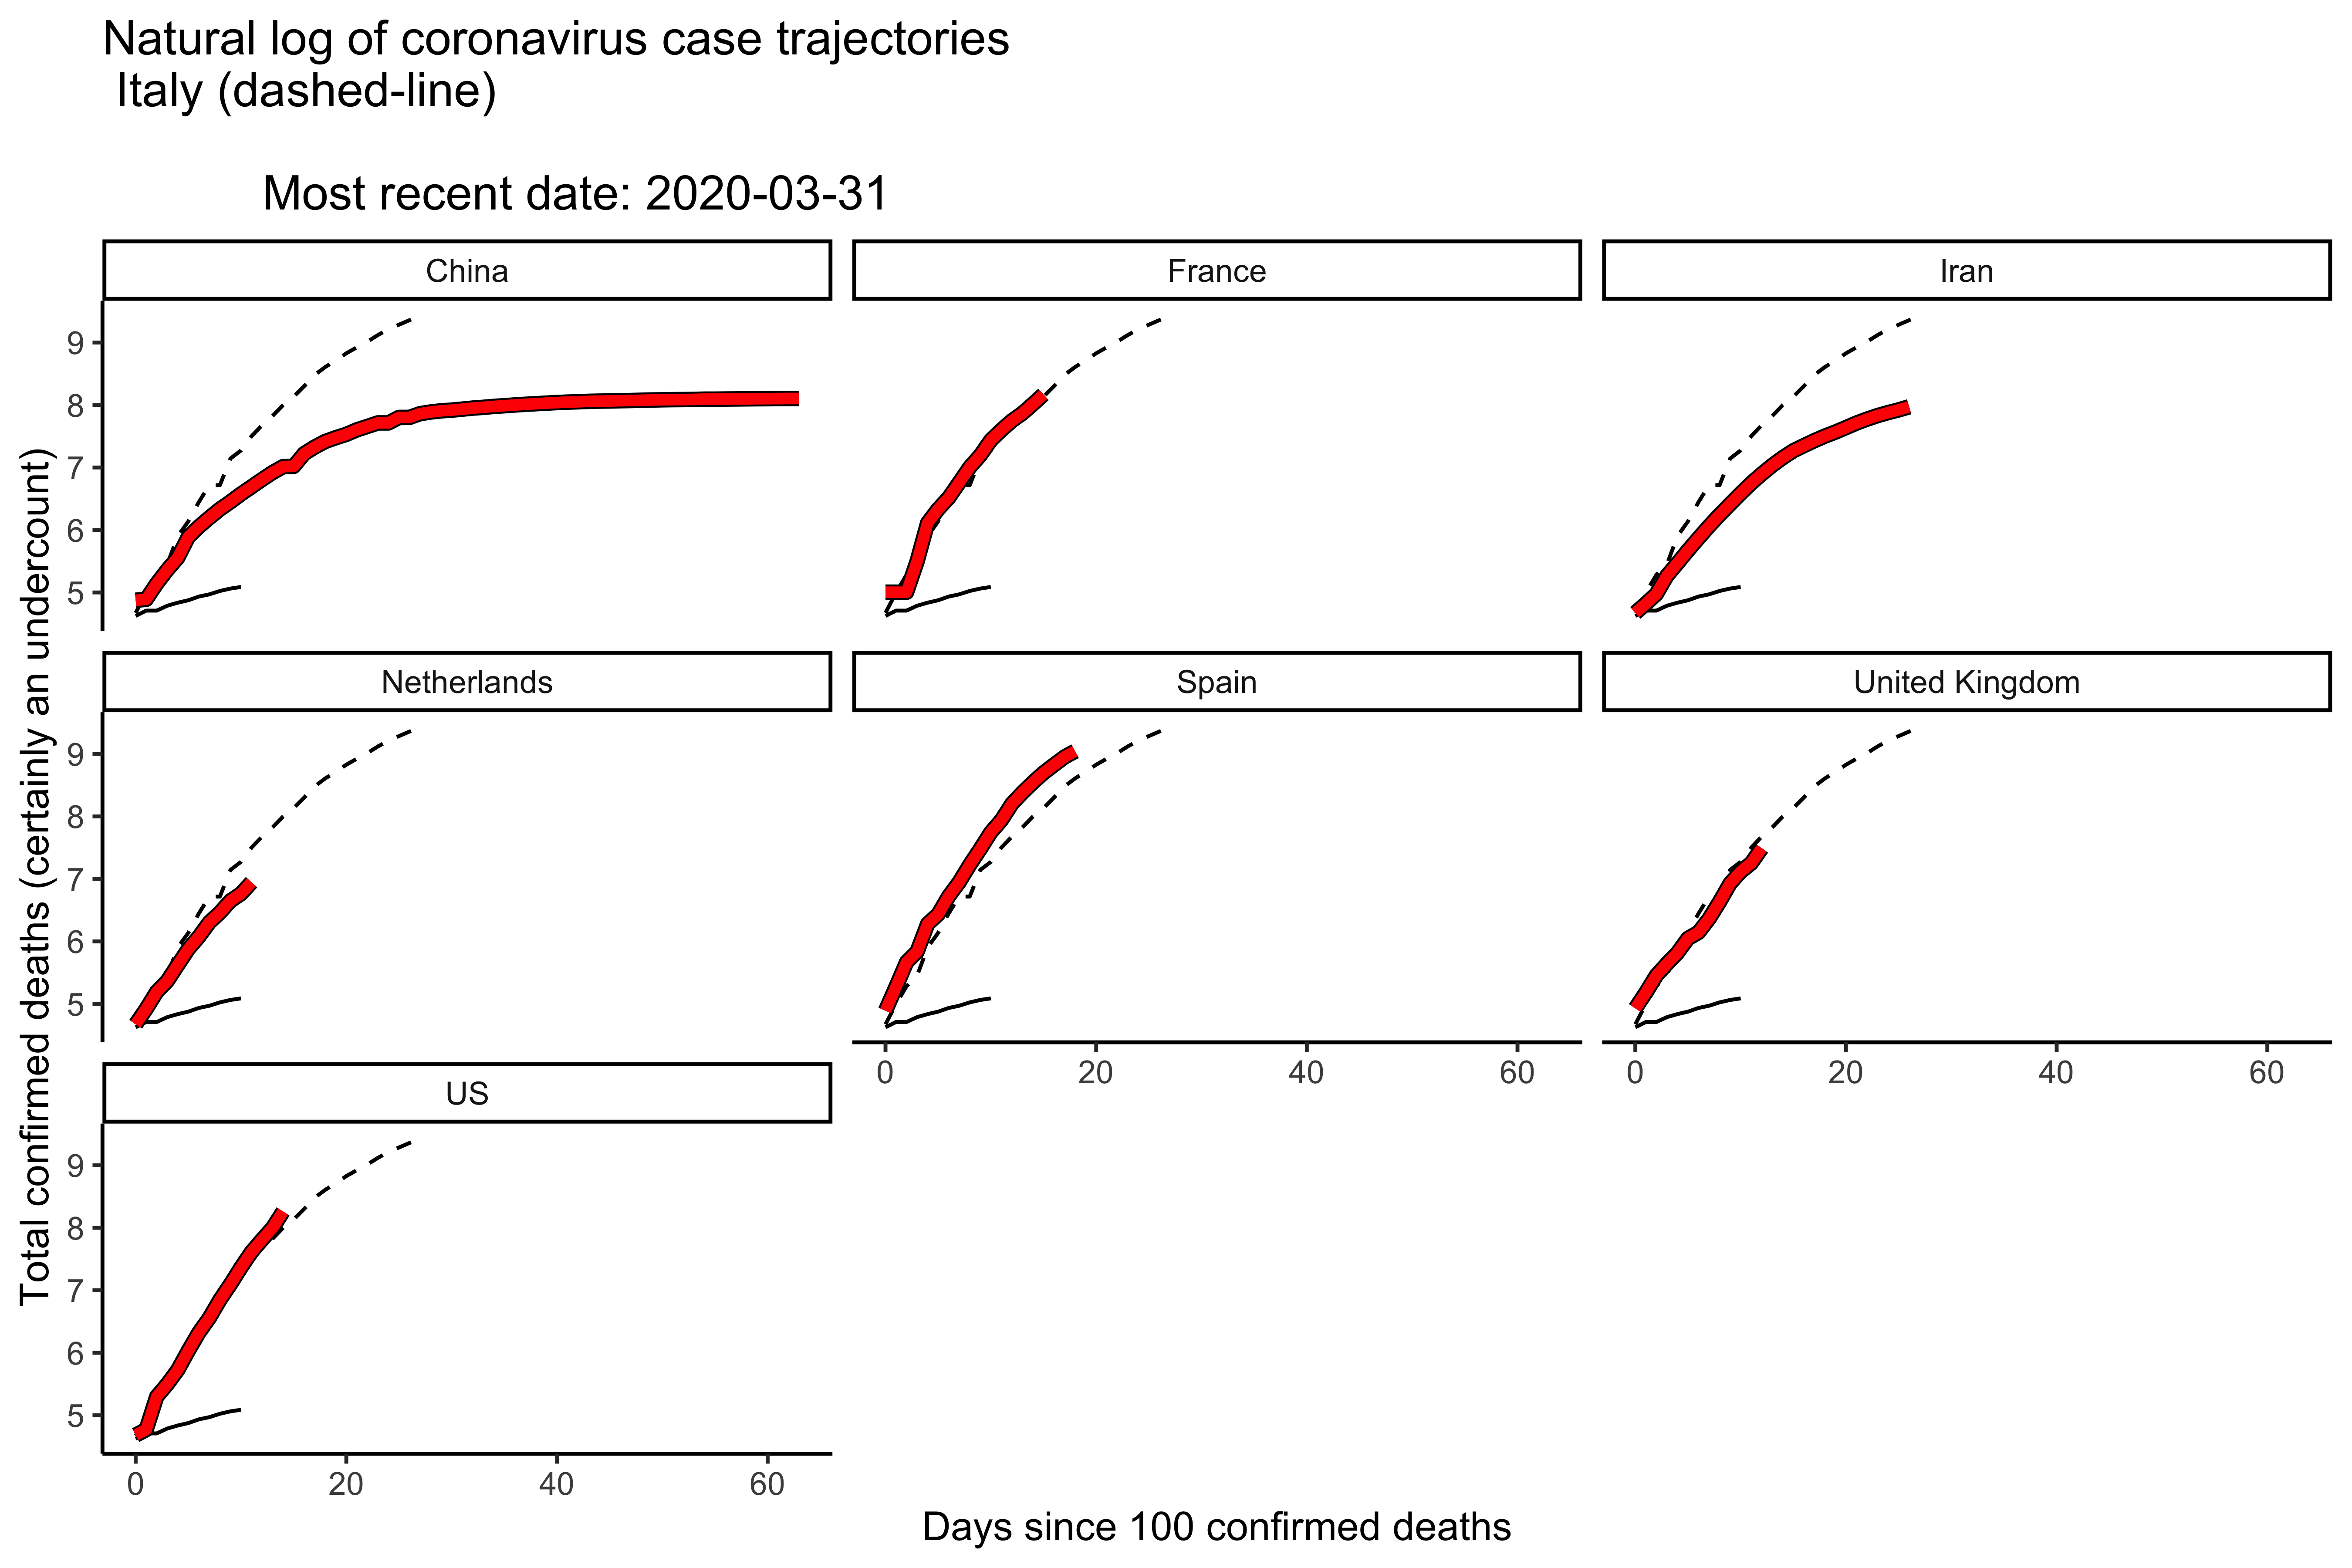 Natural log of coronavirus case trajectories
Italy (dashed-line)
Most recent date: 2020-03-31
China
France
Iran
9
8
7
6
5
Netherlands
Spain
United Kingdom
9
8
7
6
5
0 20 40 60
0 20 40 60
US
9
8
7
6
5
0 20 40 60
Total confirmed deaths (certainly an undercount)
Days since 100 confirmed deaths